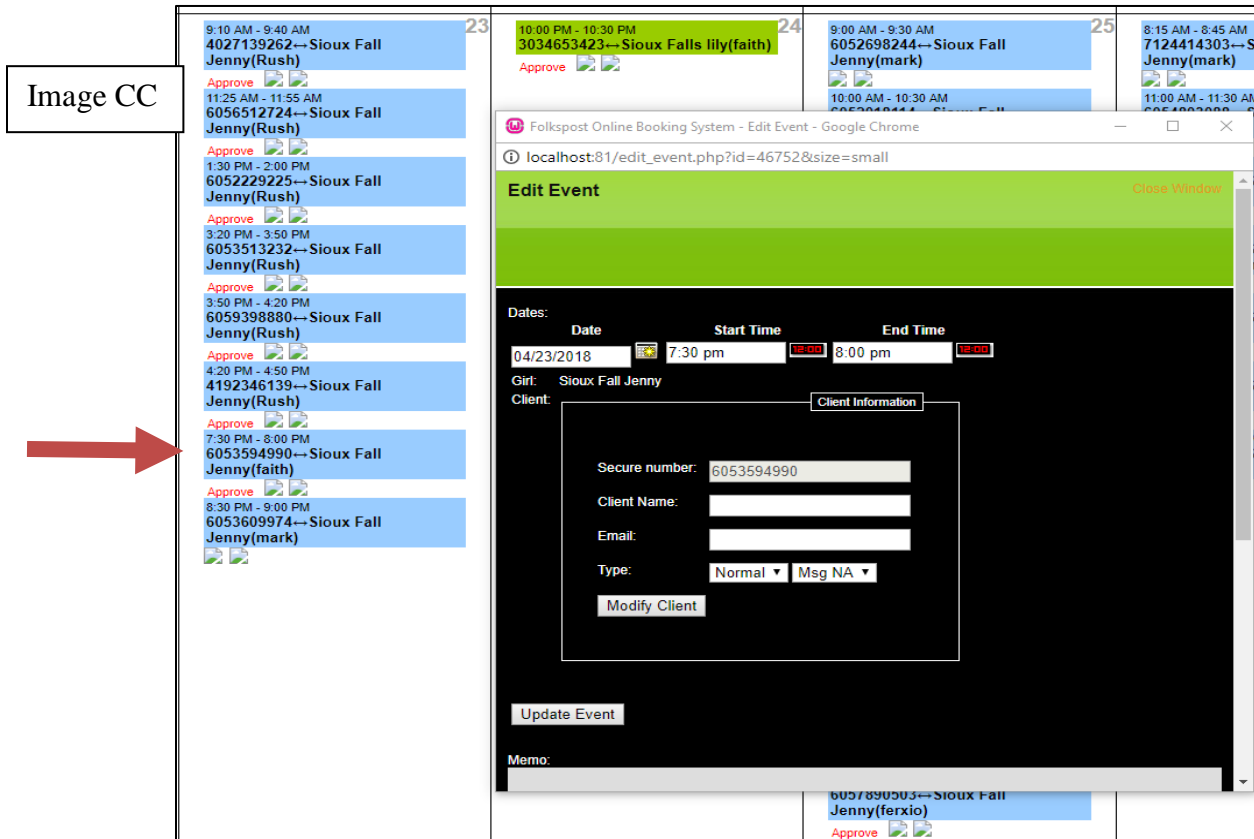 Image CC
23
9:10 AM - 9:40 AM
4027139262↔Sioux Fall
Jenny(Rush)
Approve
11:25 AM - 11:55 AM
6056512724↔Sioux Fall
Jenny(Rush)
Approve
1:30 PM - 2:00 PM
6052229225↔Sioux Fall
Jenny(Rush)
Approve
3:20 PM - 3:50 PM
6053513232↔Sioux Fall
Jenny(Rush)
Approve
3:50 PM - 4:20 PM
6059398880↔Sioux Fall
Jenny(Rush)
Approve
4:20 PM - 4:50 PM
4192346139↔Sioux Fall
Jenny(Rush)
Approve
7:30 PM - 8:00 PM
6053594990↔Sioux Fall
Jenny(faith)
Approve
8:30 PM - 9:00 PM
6053609974↔Sioux Fall
Jenny(mark)
24
10:00 PM - 10:30 PM
3034653423↔Sioux Falls lily(faith)
Approve
25
9:00 AM - 9:30 AM
6052698244↔Sioux Fall
Jenny(mark)
10:00 AM - 10:30 AM
8:15 AM - 8:45 AM
7124414303↔S
Jenny(mark)
11:00 AM - 11:30 AM
Folkspost Online Booking System - Edit Event - Google Chrome
localhost:81/edit_event.php?id=46752&size=small
Edit Event
Close Window
Dates:
Date Start Time End Time
04/23/2018 7:30 pm 12:00 8:00 pm 12:00
Girl: Sioux Fall Jenny
Client:
Client Information
Secure number: 6053594990
Client Name:
Email:
Type: Normal Msg NA
Modify Client
Update Event
Memo:
6057890503↔Sioux Fall
Jenny(ferxio)
Approve